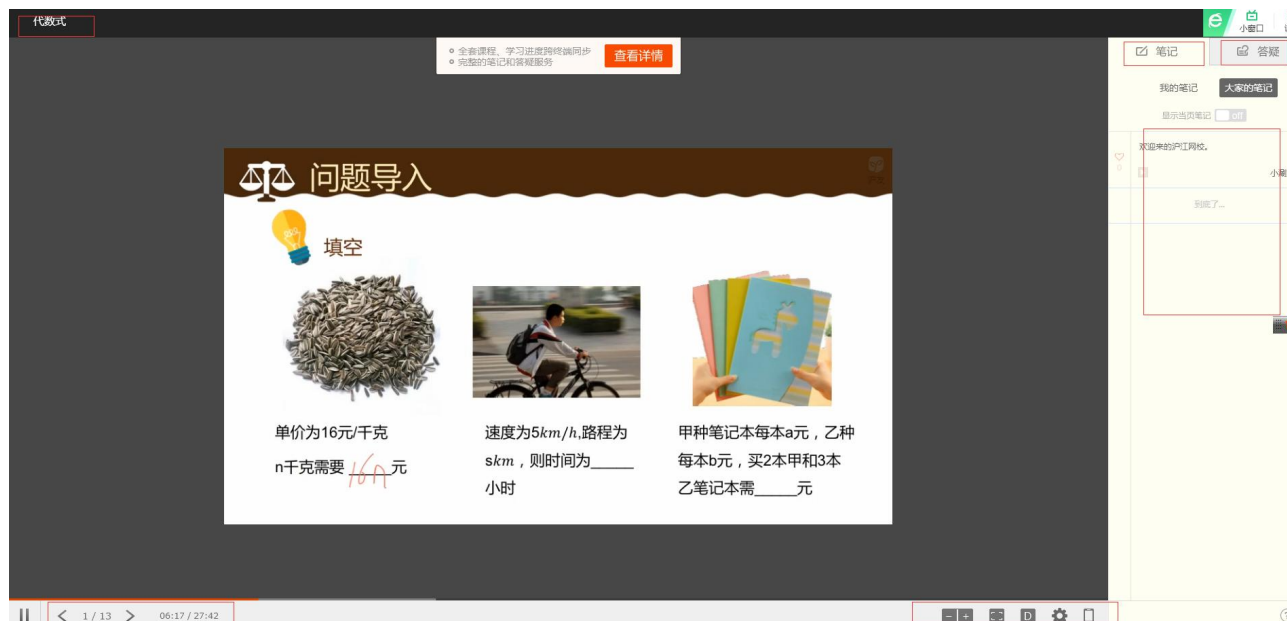 代数式
小窗口
全套课程，学习进度跨终端同步
完整的笔记和答疑服务
查看详情
笔记
答疑
我的笔记
大家的笔记
显示当页笔记
off
欢迎来的沪江网校。
0
到底了...
问题导入
填空
单价为16元/千克
n千克需要 16n 元
速度为5km/h,路程为
skm，则时间为_____
小时
甲种笔记本每本a元，乙种
每本b元，买2本甲和3本
乙笔记本需_____元
1 / 13
06:17 / 27:42
D